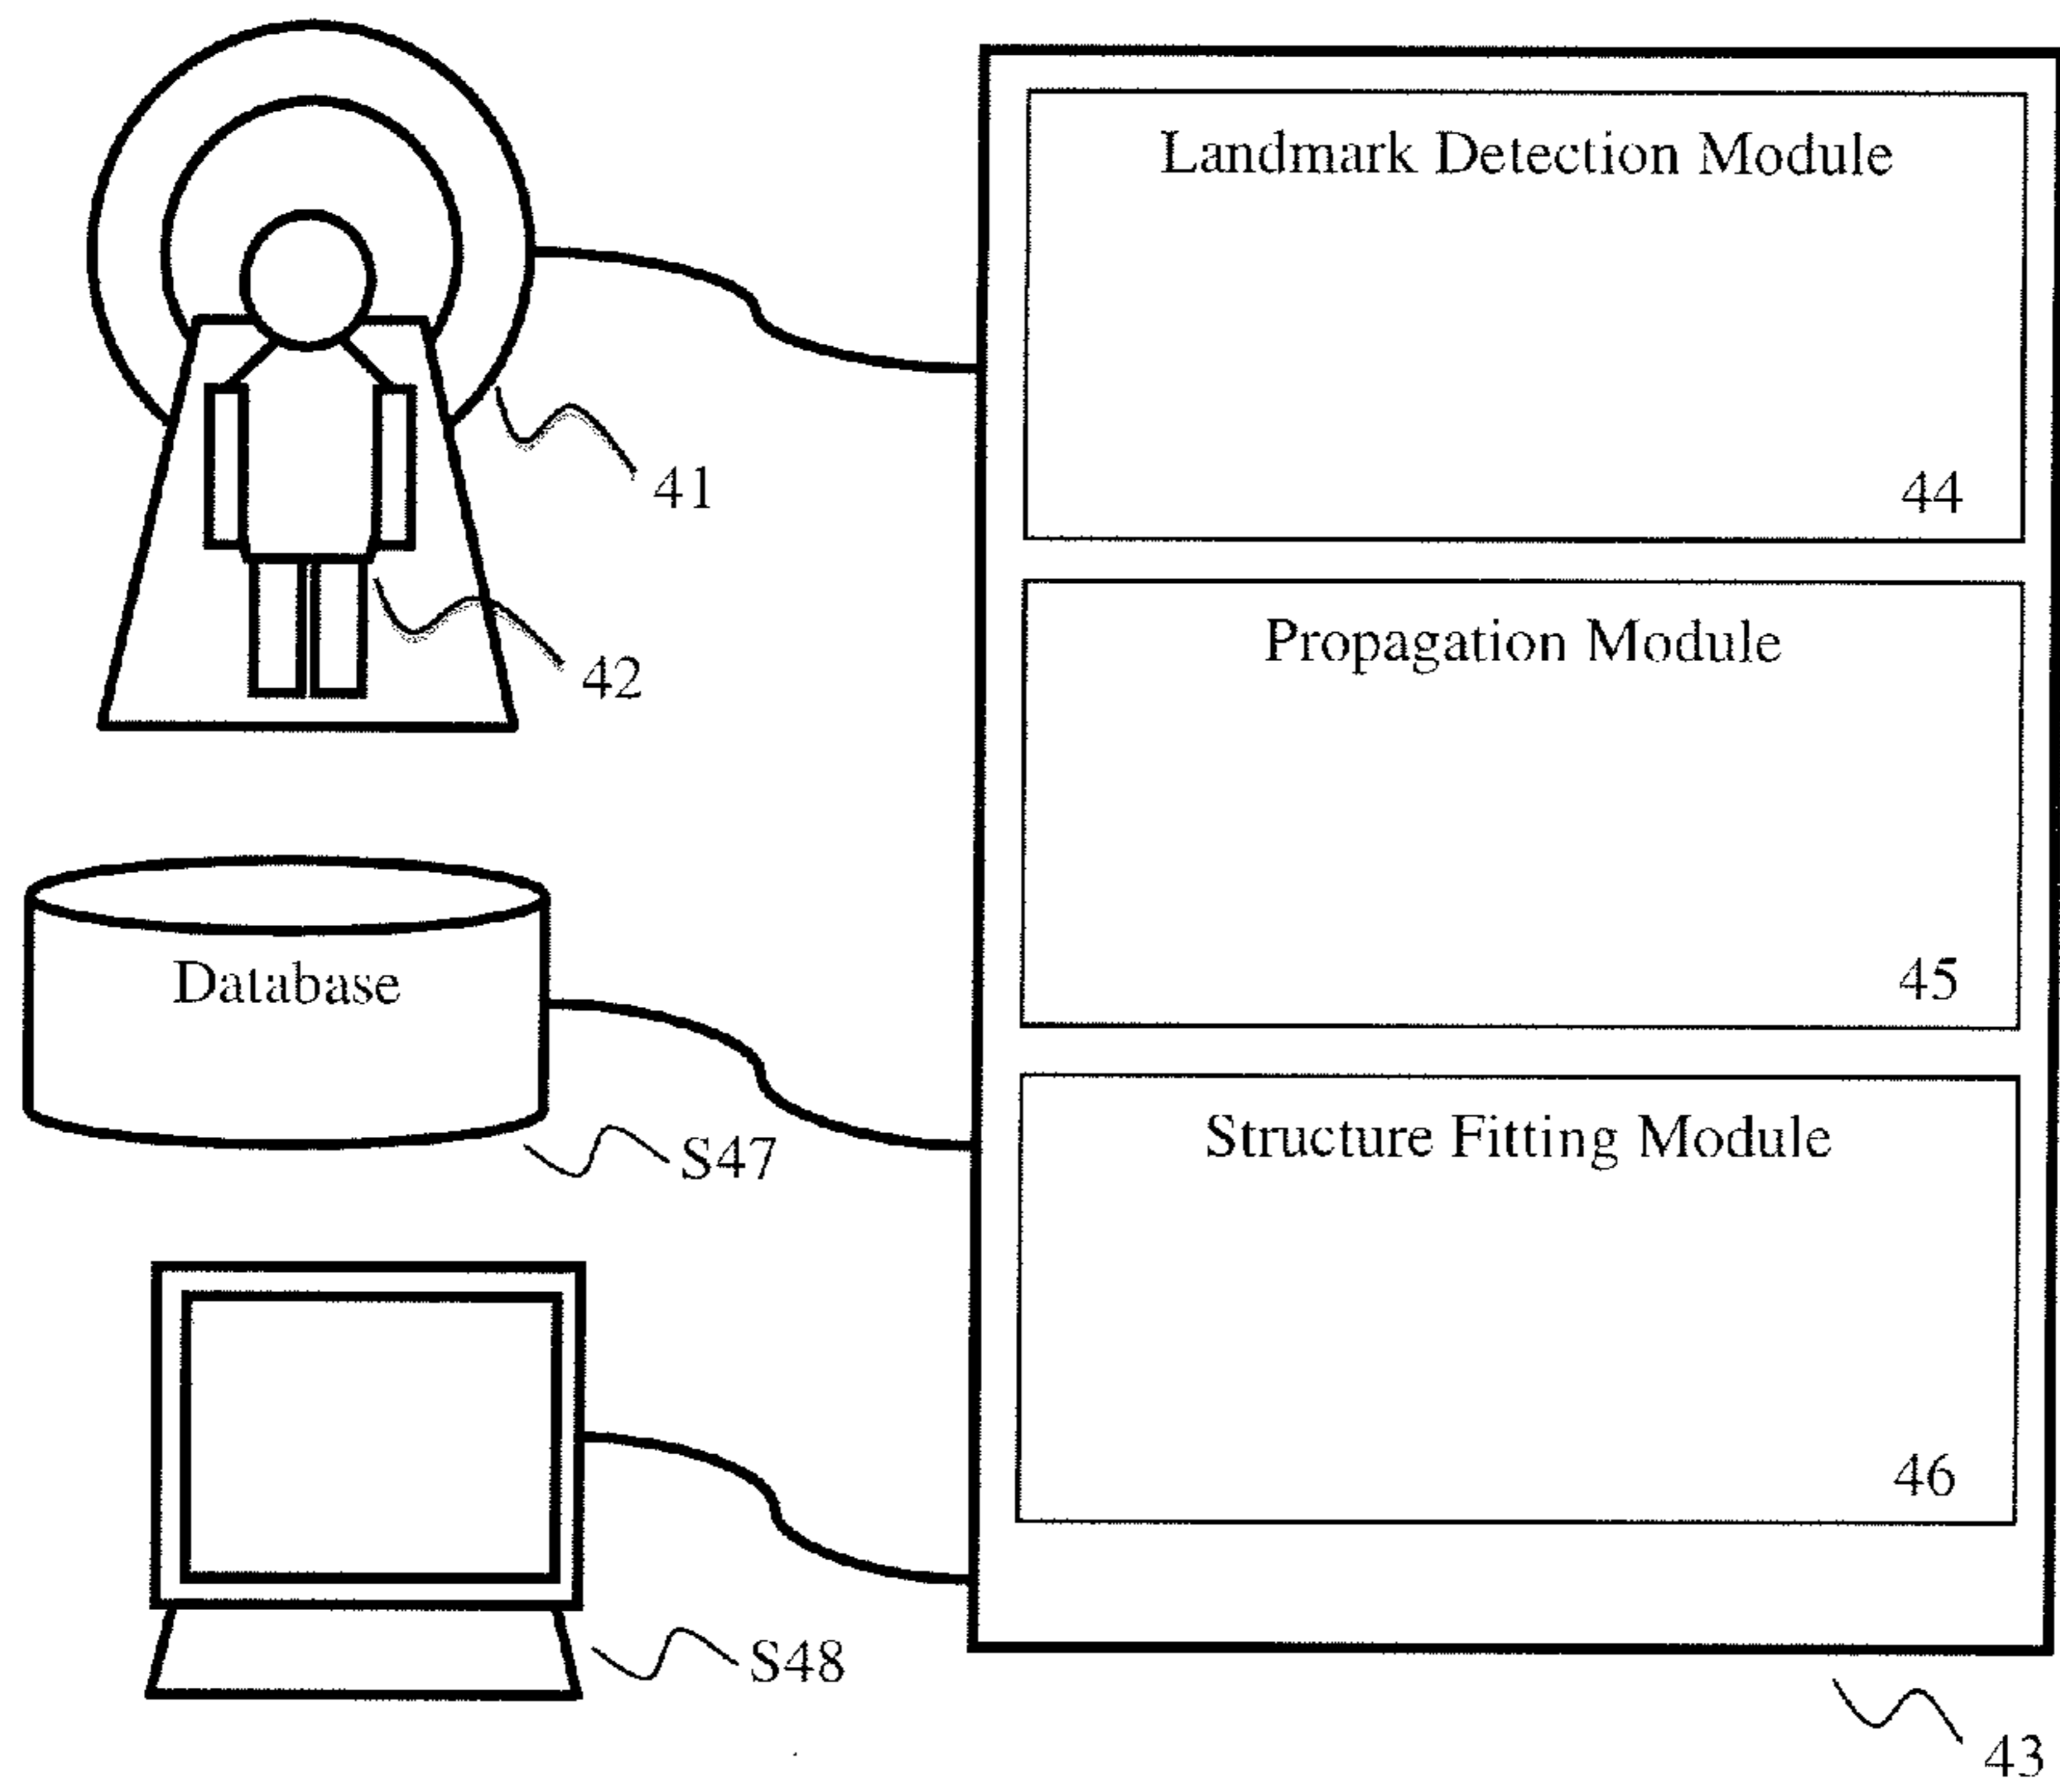 Landmark Detection Module
44
41
Propagation Module
42
45
Database
Structure Fitting Module
S47
46
S48
43